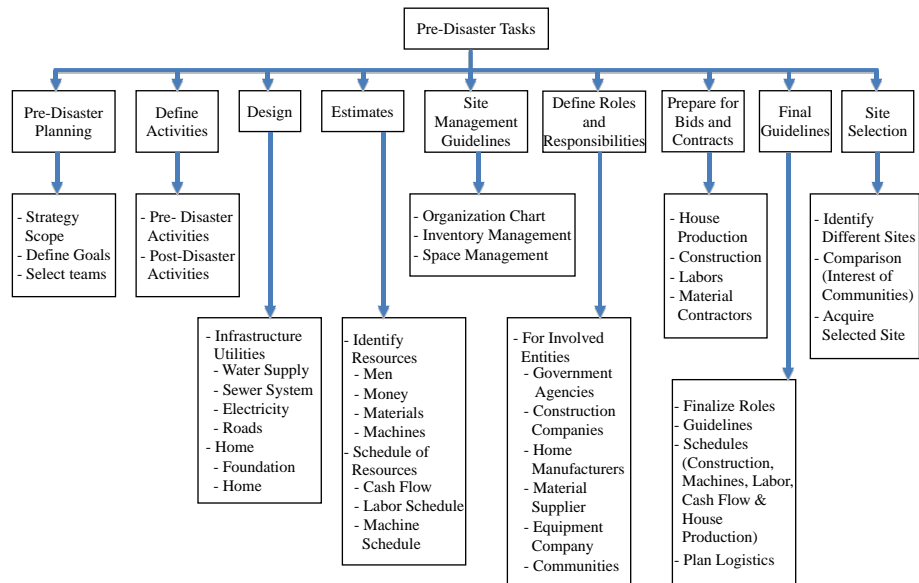 Pre-Disaster Tasks
Pre-Disaster
Planning
Define
Activities
Design
Estimates
Site
Management
Guidelines
Define Roles
and
Responsibilities
Prepare for
Bids and
Contracts
Final
Guidelines
Site
Selection
- Strategy
Scope
- Define Goals
- Select teams
- Pre- Disaster
Activities
- Post-Disaster
Activities
- Infrastructure
Utilities
- Water Supply
- Sewer System
- Electricity
- Roads
- Home
- Foundation
- Home
- Identify
Resources
- Men
- Money
- Materials
- Machines
- Schedule of
Resources
- Cash Flow
- Labor Schedule
- Machine
Schedule
- Organization Chart
- Inventory Management
- Space Management
- For Involved
Entities
- Government
Agencies
- Construction
Companies
- Home
Manufacturers
- Material
Supplier
- Equipment
Company
- Communities
- House
Production
- Construction
- Labors
- Material
Contractors
- Finalize Roles
- Guidelines
- Schedules
(Construction,
Machines, Labor,
Cash Flow &
House
Production)
- Plan Logistics
- Identify
Different Sites
- Comparison
(Interest of
Communities)
- Acquire
Selected Site